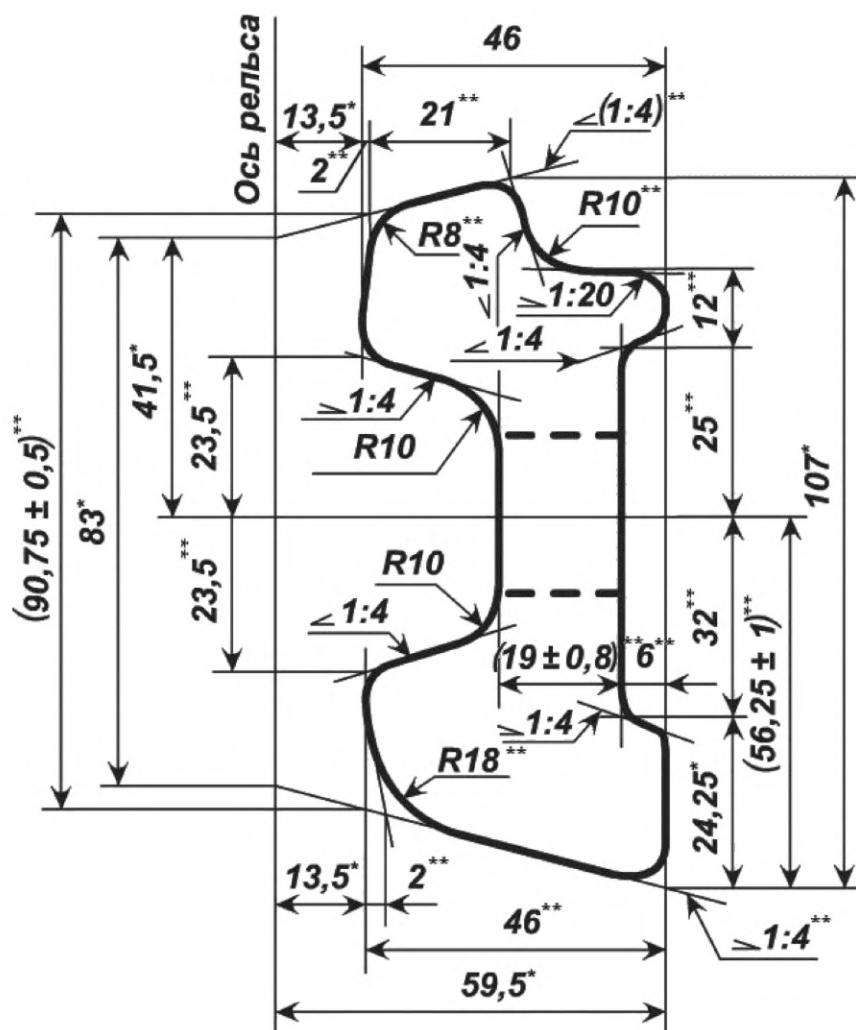 46
13,5*
21**
∠(1:4)**
Ось рельса
2**
R10**
R8**
∠1:4
∠1:20
12**
∠1:4
41,5*
23,5**
∠1:4
25**
R10
(90,75 ± 0,5)**
83*
107*
R10
23,5**
∠1:4
32**
(56,25 ± 1)**
(19 ± 0,8)**
6**
∠1:4
R18**
24,25*
13,5*
2**
46**
∠1:4**
59,5*